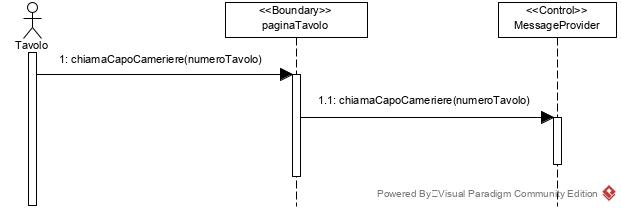 <<Boundary>>
paginaTavolo
<<Control>>
MessageProvider
Tavolo
1: chiamaCapoCameriere(numeroTavolo)
1.1: chiamaCapoCameriere(numeroTavolo)
Powered By Visual Paradigm Community Edition